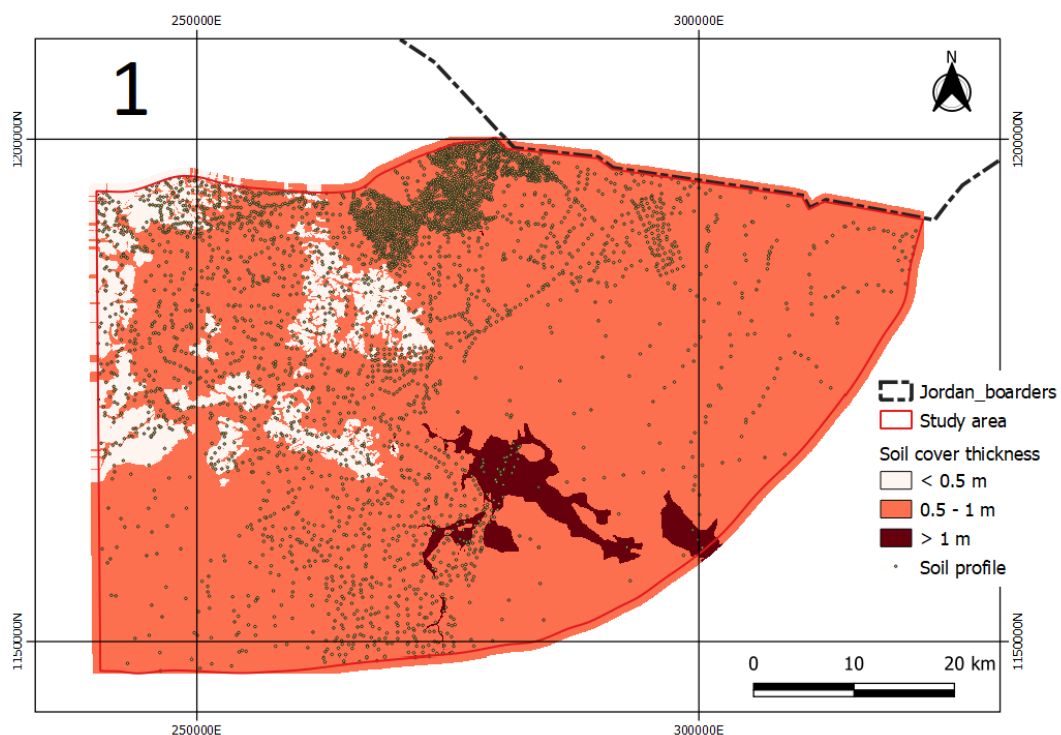 250000E
300000E
1
N
1200000N
1200000N
Jordan_boarders
Study area
Soil cover thickness
< 0.5 m
0.5 - 1 m
> 1 m
Soil profile
1150000N
1150000N
0
10
20 km
250000E
300000E